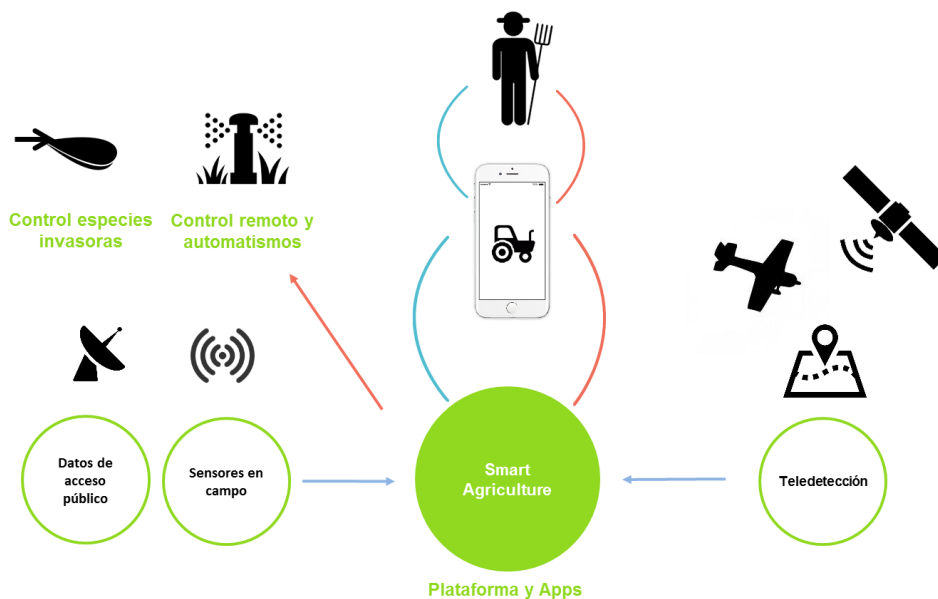 Control especies
invasoras
Control remoto y
automatismos
Datos de
acceso
público
Sensores en
campo
Smart
Agriculture
Teledetección
Plataforma y Apps